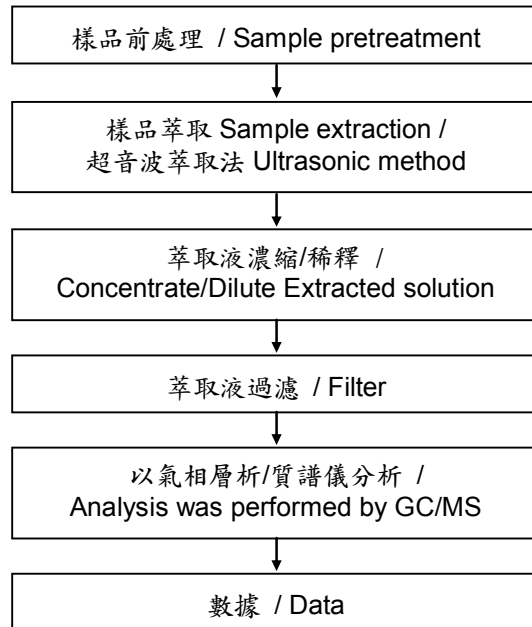 樣品前處理 / Sample pretreatment
樣品萃取 Sample extraction /
超音波萃取法 Ultrasonic method
萃取液濃縮/稀釋 /
Concentrate/Dilute Extracted solution
萃取液過濾 / Filter
以氣相層析/質譜儀分析 /
Analysis was performed by GC/MS
數據 / Data